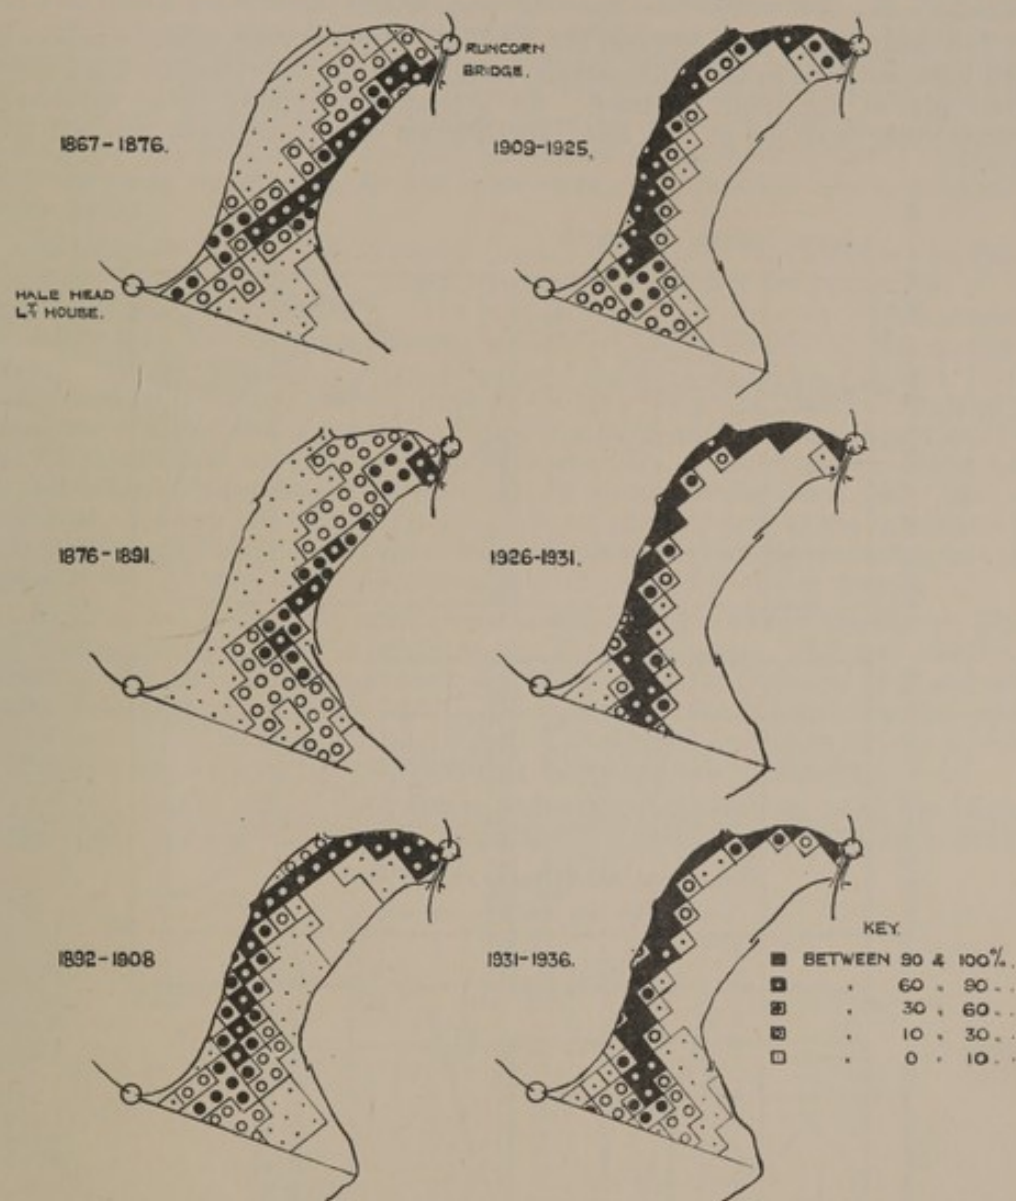 RUNCORN
BRIDGE.
1867-1876.
HALE HEAD
LT HOUSE.
1909-1925.
1876-1891.
1926-1931.
1892-1908
1931-1936.
KEY.
BETWEEN 90 & 100%.
" 60 " 90 " "
" 30 " 60 " "
" 10 " 30 " "
" 0 " 10 " "